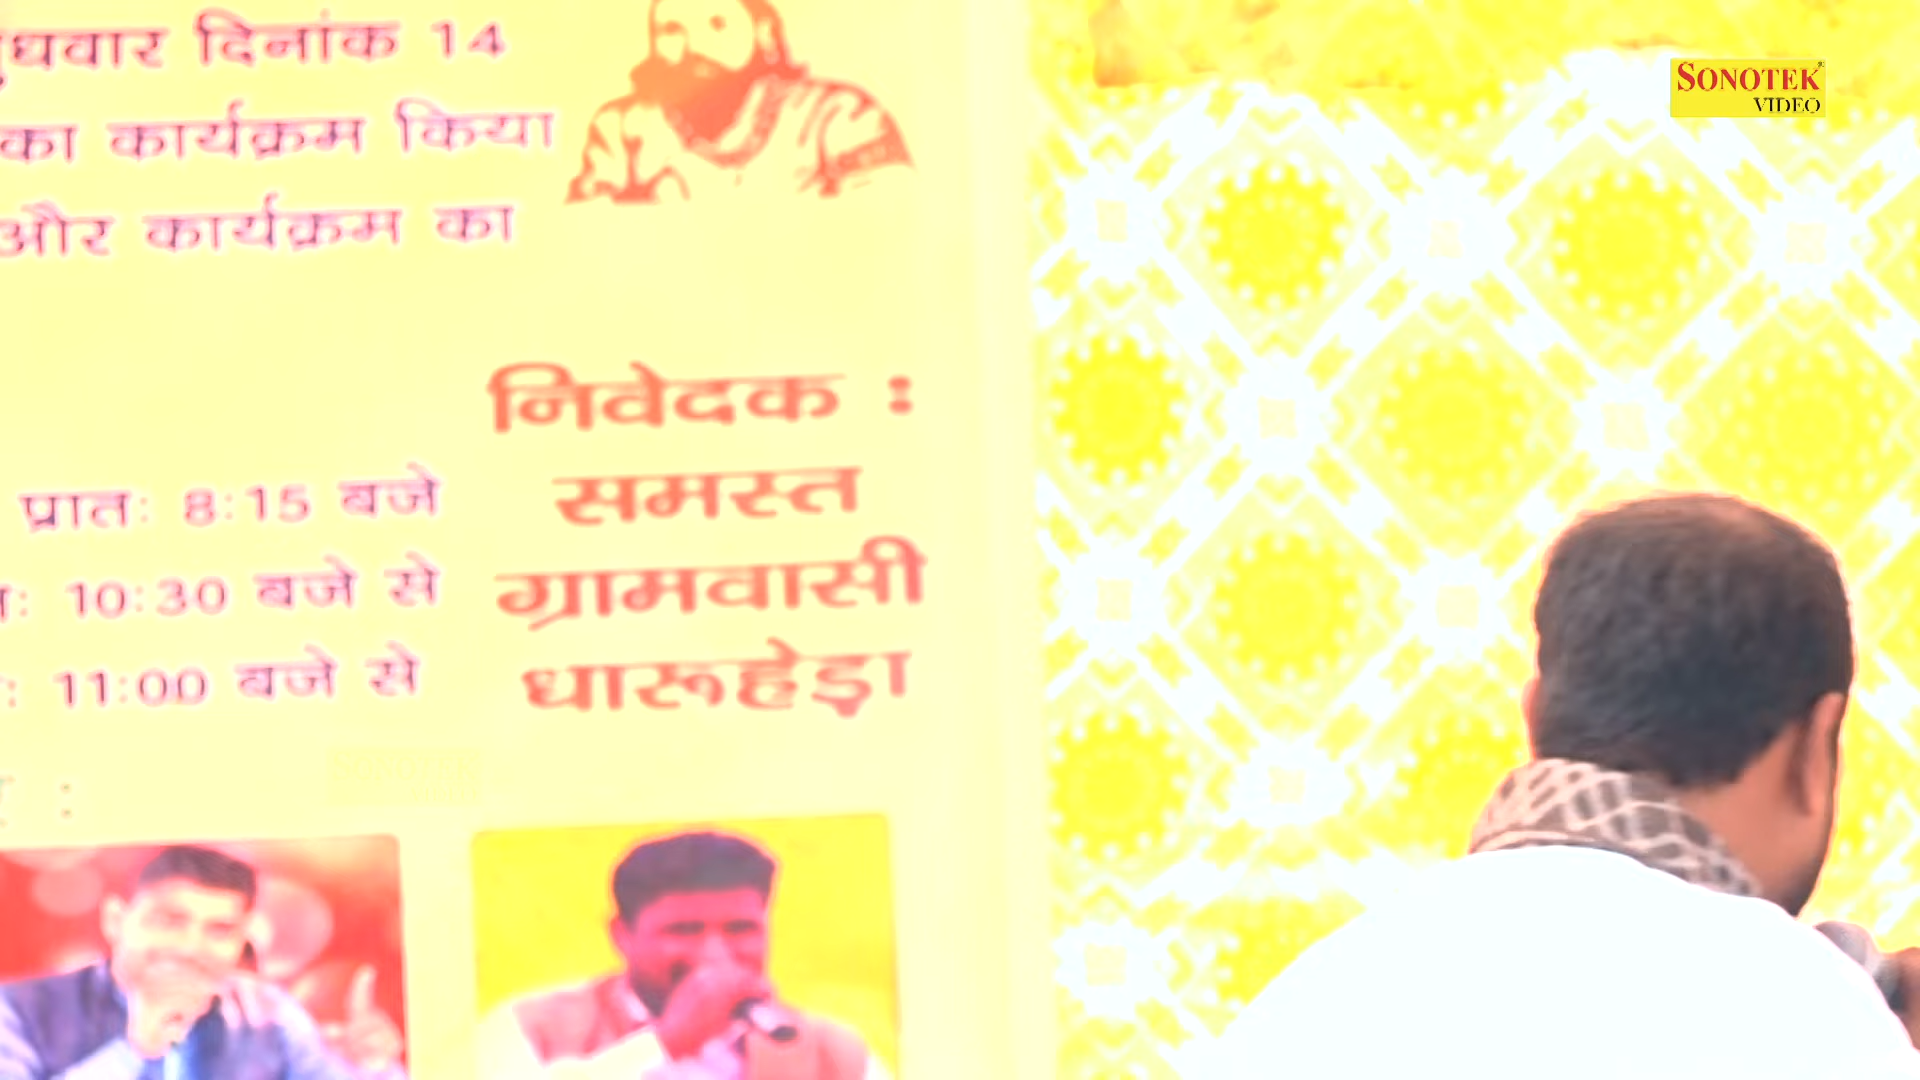 बुधवार दिनांक 14
का कार्यक्रम किया
और कार्यक्रम का
निवेदक :
समस्त
ग्रामवासी
धारूहेड़ा
प्रातः 8:15 बजे
10:30 बजे से
11:00 बजे से
SONOTEK
VIDEO